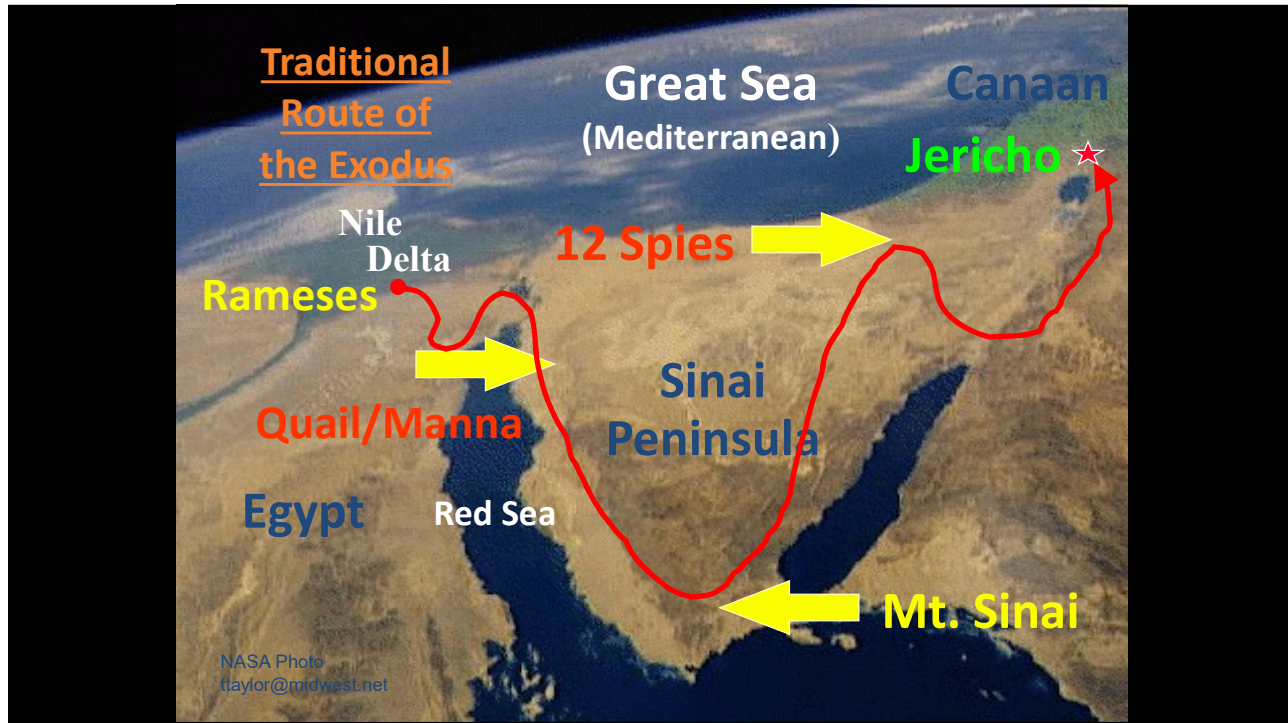 Traditional
Route of
the Exodus
Great Sea
(Mediterranean)
Canaan
Jericho
Nile
Delta
12 Spies
Rameses
Sinai
Peninsula
Quail/Manna
Egypt
Red Sea
Mt. Sinai
NASA Photo
ttaylor@midwest.net